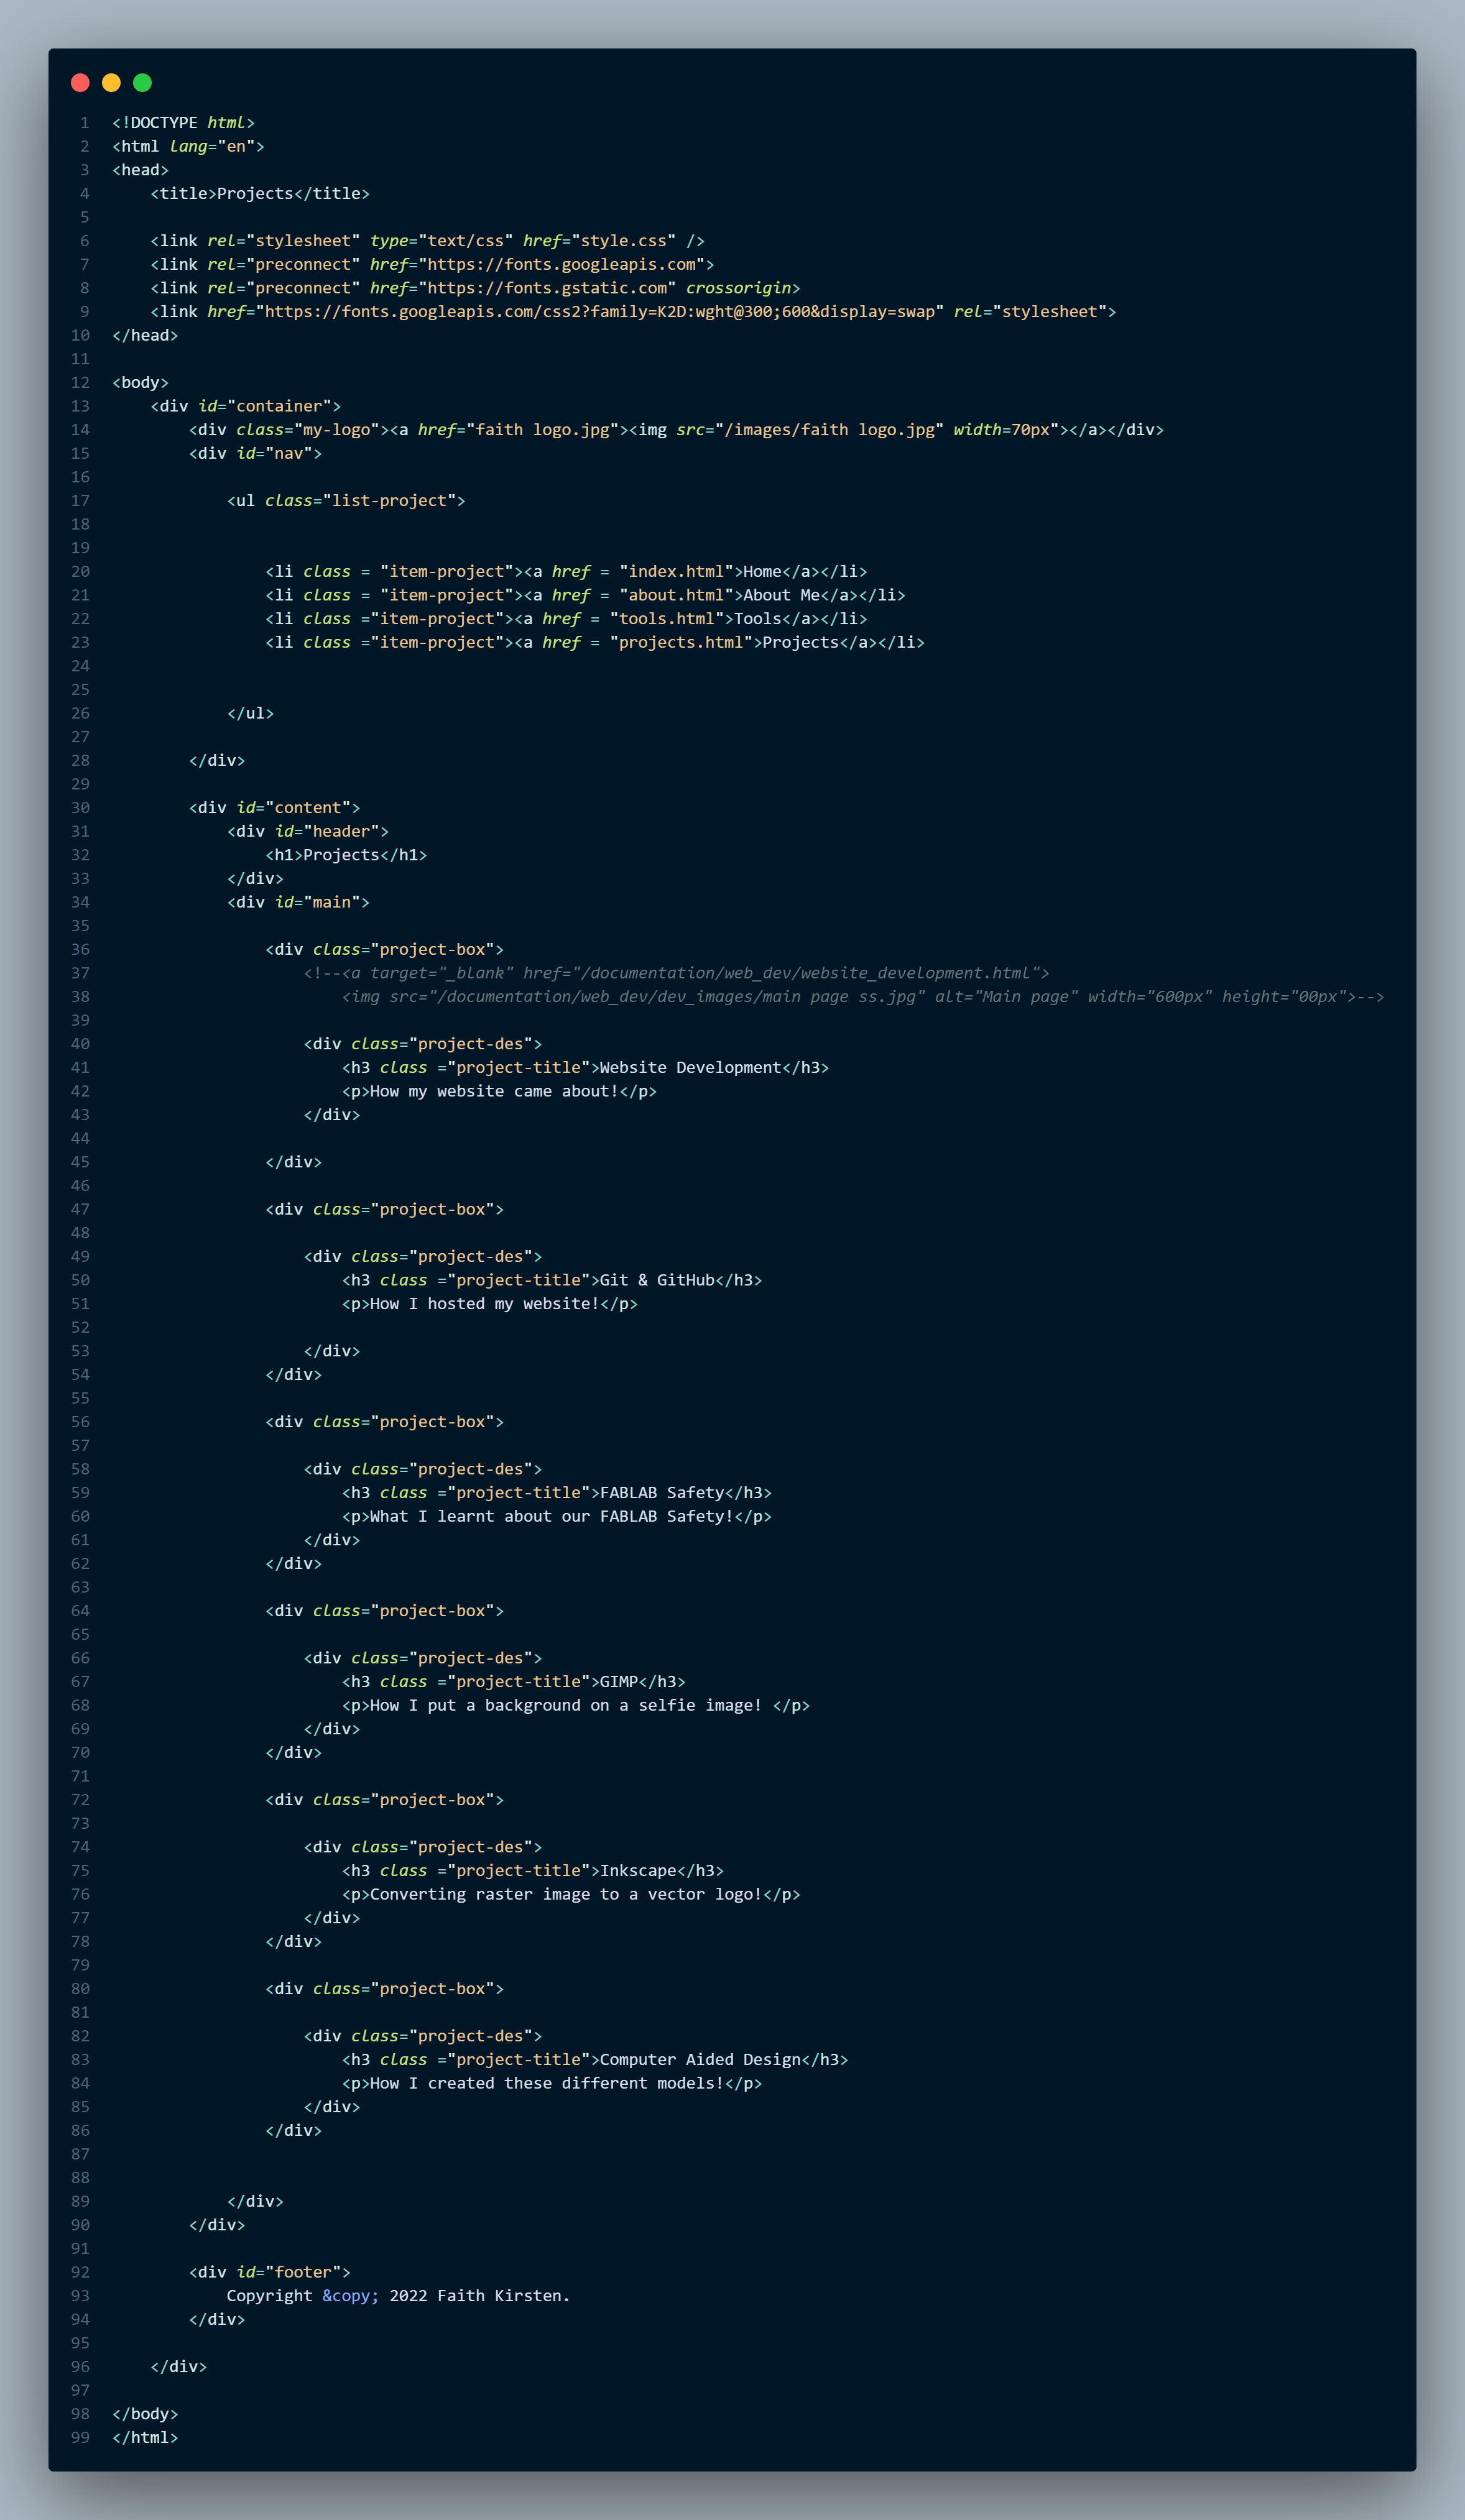 1 <!DOCTYPE html>
2 <html lang="en">
3 <head>
4     <title>Projects</title>
5
6     <link rel="stylesheet" type="text/css" href="style.css" />
7     <link rel="preconnect" href="https://fonts.googleapis.com">
8     <link rel="preconnect" href="https://fonts.gstatic.com" crossorigin>
9     <link href="https://fonts.googleapis.com/css2?family=K2D:wght@300;600&display=swap" rel="stylesheet">
10 </head>
11
12 <body>
13     <div id="container">
14         <div class="my-logo"><a href="faith logo.jpg"><img src="/images/faith logo.jpg" width=70px"></a></div>
15         <div id="nav">
16
17             <ul class="list-project">
18
19
20                 <li class = "item-project"><a href = "index.html">Home</a></li>
21                 <li class = "item-project"><a href = "about.html">About Me</a></li>
22                 <li class ="item-project"><a href = "tools.html">Tools</a></li>
23                 <li class ="item-project"><a href = "projects.html">Projects</a></li>
24
25
26             </ul>
27
28         </div>
29
30         <div id="content">
31             <div id="header">
32                 <h1>Projects</h1>
33             </div>
34             <div id="main">
35
36                 <div class="project-box">
37                     <!--<a target="_blank" href="/documentation/web_dev/website_development.html">
38                         <img src="/documentation/web_dev/dev_images/main page ss.jpg" alt="Main page" width="600px" height="00px">-->
39
40                     <div class="project-des">
41                         <h3 class ="project-title">Website Development</h3>
42                         <p>How my website came about!</p>
43                     </div>
44
45                 </div>
46
47                 <div class="project-box">
48
49                     <div class="project-des">
50                         <h3 class ="project-title">Git & GitHub</h3>
51                         <p>How I hosted my website!</p>
52
53                     </div>
54                 </div>
55
56                 <div class="project-box">
57
58                     <div class="project-des">
59                         <h3 class ="project-title">FABLAB Safety</h3>
60                         <p>What I learnt about our FABLAB Safety!</p>
61                     </div>
62                 </div>
63
64                 <div class="project-box">
65
66                     <div class="project-des">
67                         <h3 class ="project-title">GIMP</h3>
68                         <p>How I put a background on a selfie image! </p>
69                     </div>
70                 </div>
71
72                 <div class="project-box">
73
74                     <div class="project-des">
75                         <h3 class ="project-title">Inkscape</h3>
76                         <p>Converting raster image to a vector logo!</p>
77                     </div>
78                 </div>
79
80                 <div class="project-box">
81
82                     <div class="project-des">
83                         <h3 class ="project-title">Computer Aided Design</h3>
84                         <p>How I created these different models!</p>
85                     </div>
86                 </div>
87
88
89             </div>
90         </div>
91
92         <div id="footer">
93             Copyright &copy; 2022 Faith Kirsten.
94         </div>
95
96     </div>
97
98 </body>
99 </html>